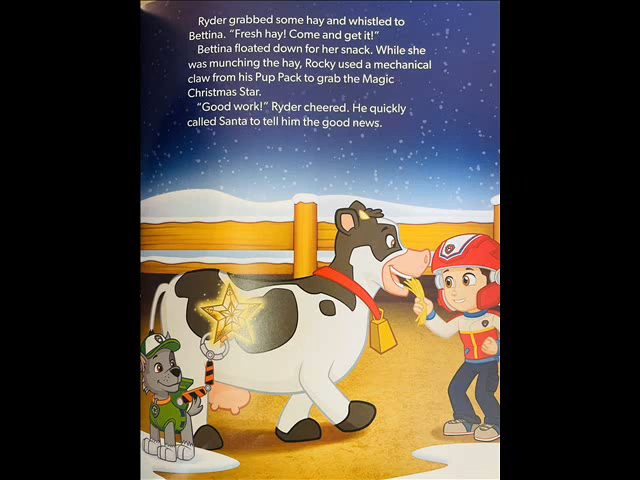 Ryder grabbed some hay and whistled to
Bettina. “Fresh hay! Come and get it!”
Bettina floated down for her snack. While she
was munching the hay, Rocky used a mechanical
claw from his Pup Pack to grab the Magic
Christmas Star.
“Good work!” Ryder cheered. He quickly
called Santa to tell him the good news.